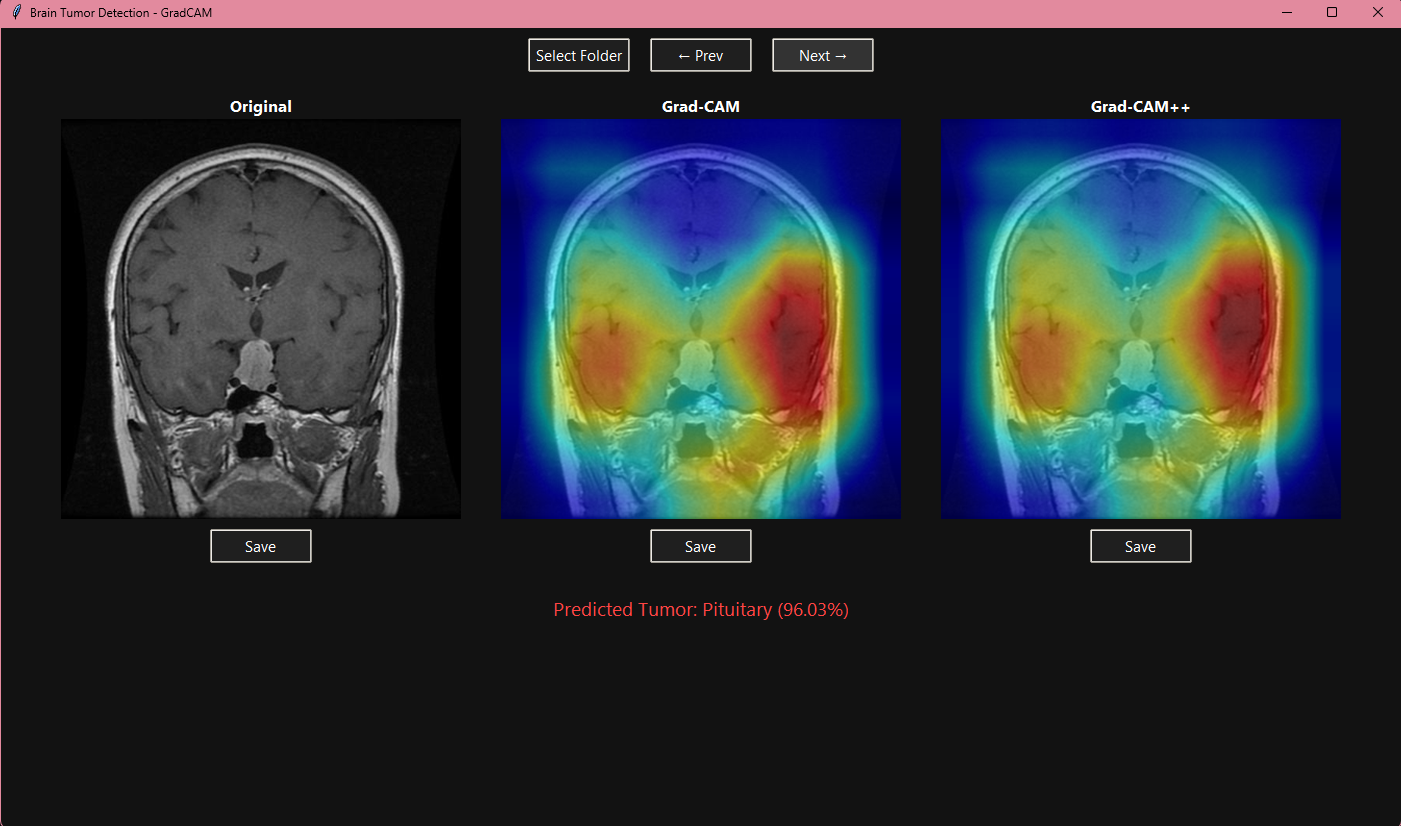 Brain Tumor Detection - GradCAM
Select Folder
← Prev
Next →
Original
Grad-CAM
Grad-CAM++
Save
Save
Save
Predicted Tumor: Pituitary (96.03%)